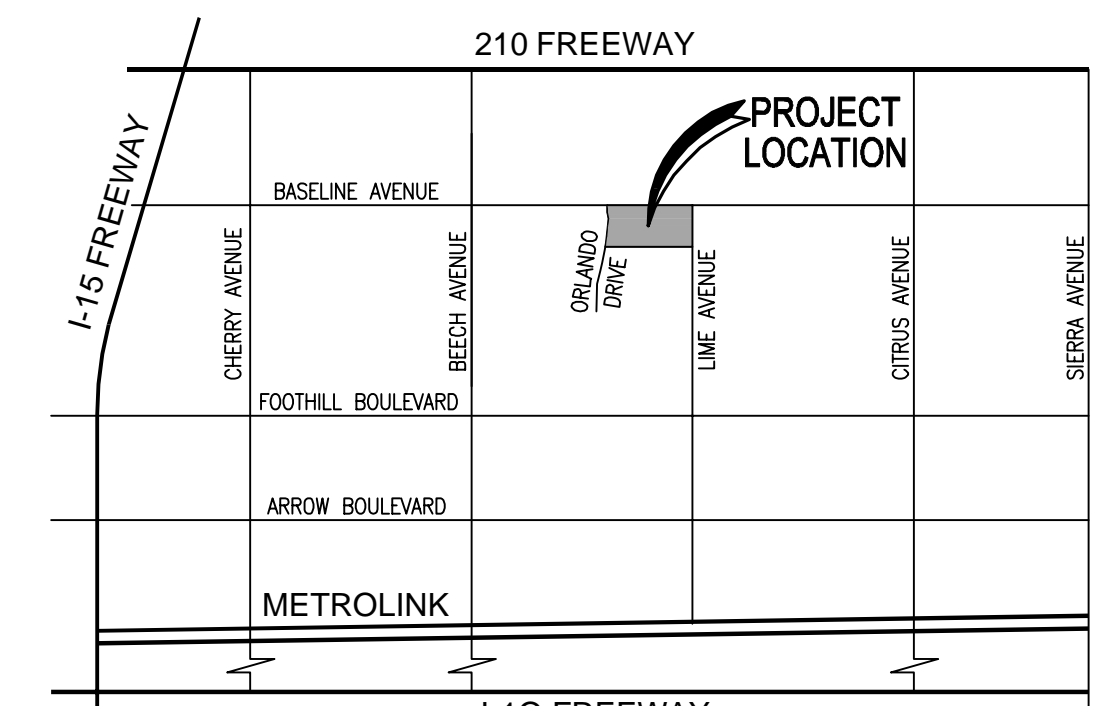 210 FREEWAY
PROJECT
LOCATION
I-15 FREEWAY
BASELINE AVENUE
CHERRY AVENUE
BEECH AVENUE
ORLANDO
DRIVE
LIME AVENUE
CITRUS AVENUE
SIERRA AVENUE
FOOTHILL BOULEVARD
ARROW BOULEVARD
METROLINK
FREEWAY